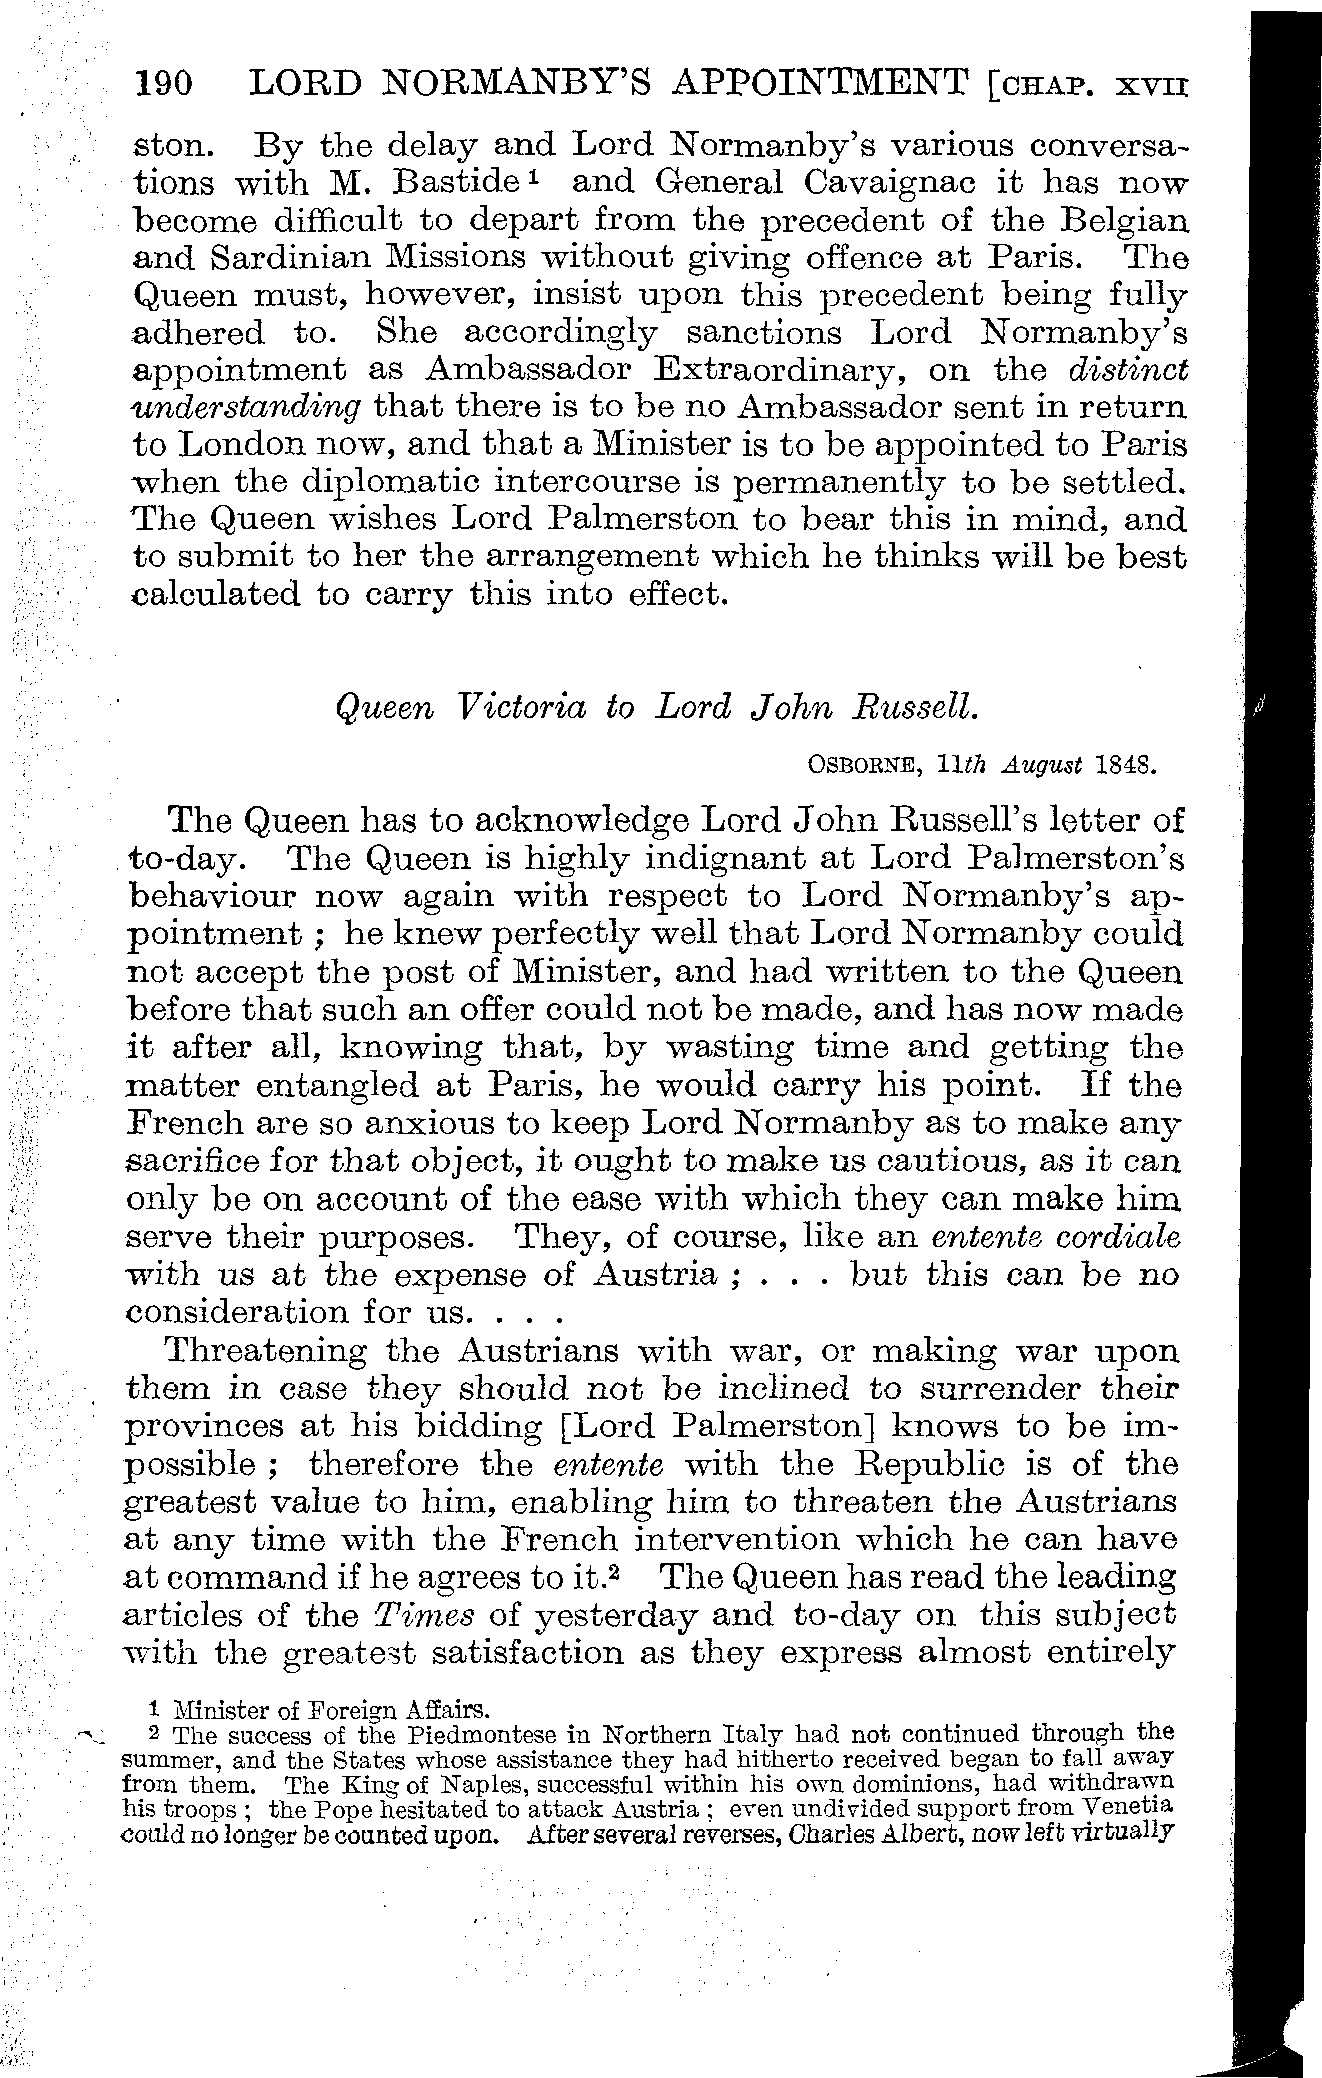 190 LORD NORMANBY'S APPOINTMENT [CHAP. XVII
ston. By the delay and Lord Normanby's various conversa-
tions with M. Bastide¹ and General Cavaignac it has now
become difficult to depart from the precedent of the Belgian
and Sardinian Missions without giving offence at Paris. The
Queen must, however, insist upon this precedent being fully
adhered to. She accordingly sanctions Lord Normanby's
appointment as Ambassador Extraordinary, on the distinct
understanding that there is to be no Ambassador sent in return
to London now, and that a Minister is to be appointed to Paris
when the diplomatic intercourse is permanently to be settled.
The Queen wishes Lord Palmerston to bear this in mind, and
to submit to her the arrangement which he thinks will be best
calculated to carry this into effect.
Queen Victoria to Lord John Russell.
OSBORNE, 11th August 1848.
The Queen has to acknowledge Lord John Russell's letter of
to-day. The Queen is highly indignant at Lord Palmerston's
behaviour now again with respect to Lord Normanby's ap-
pointment ; he knew perfectly well that Lord Normanby could
not accept the post of Minister, and had written to the Queen
before that such an offer could not be made, and has now made
it after all, knowing that, by wasting time and getting the
matter entangled at Paris, he would carry his point. If the
French are so anxious to keep Lord Normanby as to make any
sacrifice for that object, it ought to make us cautious, as it can
only be on account of the ease with which they can make him
serve their purposes. They, of course, like an entente cordiale
with us at the expense of Austria ; . . . but this can be no
consideration for us. . . .
Threatening the Austrians with war, or making war upon
them in case they should not be inclined to surrender their
provinces at his bidding [Lord Palmerston] knows to be im-
possible ; therefore the entente with the Republic is of the
greatest value to him, enabling him to threaten the Austrians
at any time with the French intervention which he can have
at command if he agrees to it.² The Queen has read the leading
articles of the Times of yesterday and to-day on this subject
with the greatest satisfaction as they express almost entirely
1 Minister of Foreign Affairs.
2 The success of the Piedmontese in Northern Italy had not continued through the
summer, and the States whose assistance they had hitherto received began to fall away
from them. The King of Naples, successful within his own dominions, had withdrawn
his troops ; the Pope hesitated to attack Austria ; even undivided support from Venetia
could no longer be counted upon. After several reverses, Charles Albert, now left virtually